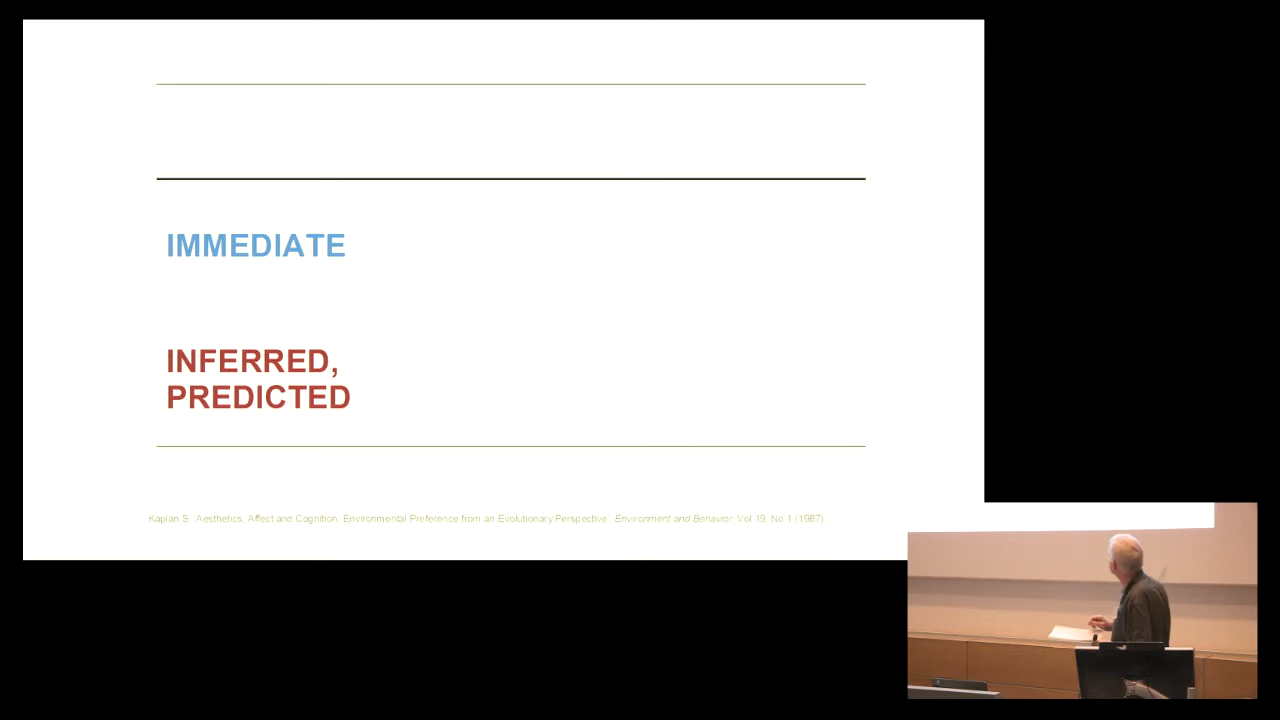 IMMEDIATE
INFERRED,
PREDICTED
Kaplan S. 'Aesthetics, Affect and Cognition: Environmental Preference from an Evolutionary Perspective'. Environment and Behavior. Vol 19, No 1 (1987).